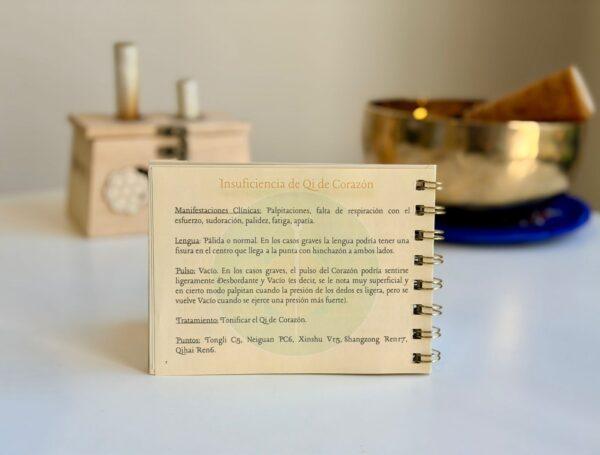 Insuficiencia de Qi de Corazón
Manifestaciones Clínicas: Palpitaciones, falta de respiración con el
esfuerzo, sudoración, palidez, fatiga, apatía.
Lengua: Pálida o normal. En los casos graves la lengua podría tener una
fisura en el centro que llega a la punta con hinchazón a ambos lados.
Pulso: Vacío. En los casos graves, el pulso del Corazón podría sentirse
ligeramente Desbordante y Vacío (es decir, se le nota muy superficial y
en cierto modo palpitan cuando la presión de los dedos es ligera, pero se
vuelve Vacío cuando se ejerce una presión más fuerte).
Tratamiento: Tonificar el Qi de Corazón.
Puntos: Tongli C5, Neiguan PC6, Xinshu V15, Shangzong Ren17,
Qihai Ren6.